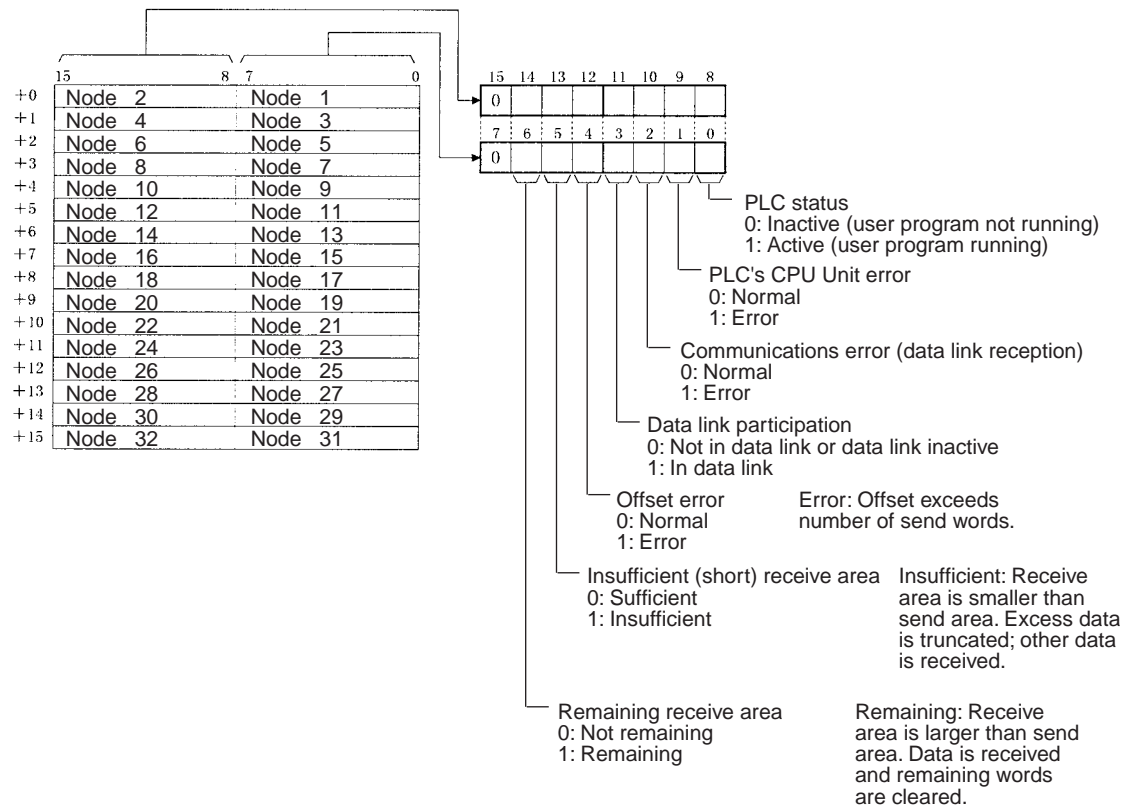 15 8 7 0
+0 Node 2 Node 1
+1 Node 4 Node 3
+2 Node 6 Node 5
+3 Node 8 Node 7
+4 Node 10 Node 9
+5 Node 12 Node 11
+6 Node 14 Node 13
+7 Node 16 Node 15
+8 Node 18 Node 17
+9 Node 20 Node 19
+10 Node 22 Node 21
+11 Node 24 Node 23
+12 Node 26 Node 25
+13 Node 28 Node 27
+14 Node 30 Node 29
+15 Node 32 Node 31
15 14 13 12 11 10 9 8
0
7 6 5 4 3 2 1 0
0
PLC status
0: Inactive (user program not running)
1: Active (user program running)
PLC's CPU Unit error
0: Normal
1: Error
Communications error (data link reception)
0: Normal
1: Error
Data link participation
0: Not in data link or data link inactive
1: In data link
Offset error
0: Normal
1: Error
Error: Offset exceeds
number of send words.
Insufficient (short) receive area
0: Sufficient
1: Insufficient
Insufficient: Receive
area is smaller than
send area. Excess data
is truncated; other data
is received.
Remaining receive area
0: Not remaining
1: Remaining
Remaining: Receive
area is larger than send
area. Data is received
and remaining words
are cleared.